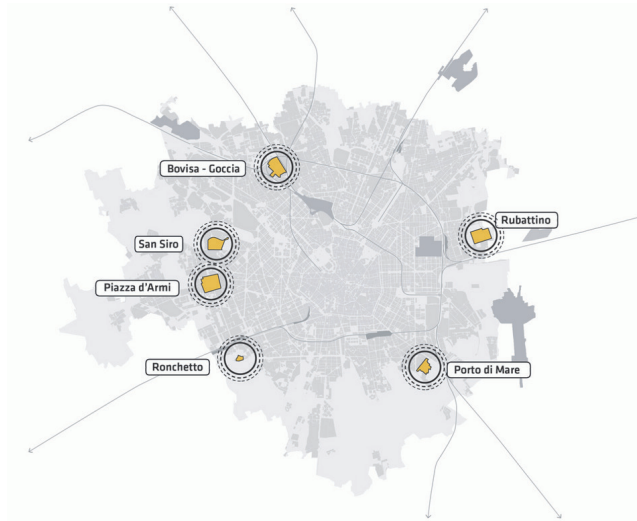 Bovisa - Goccia
Rubattino
San Siro
Piazza d'Armi
Ronchetto
Porto di Mare